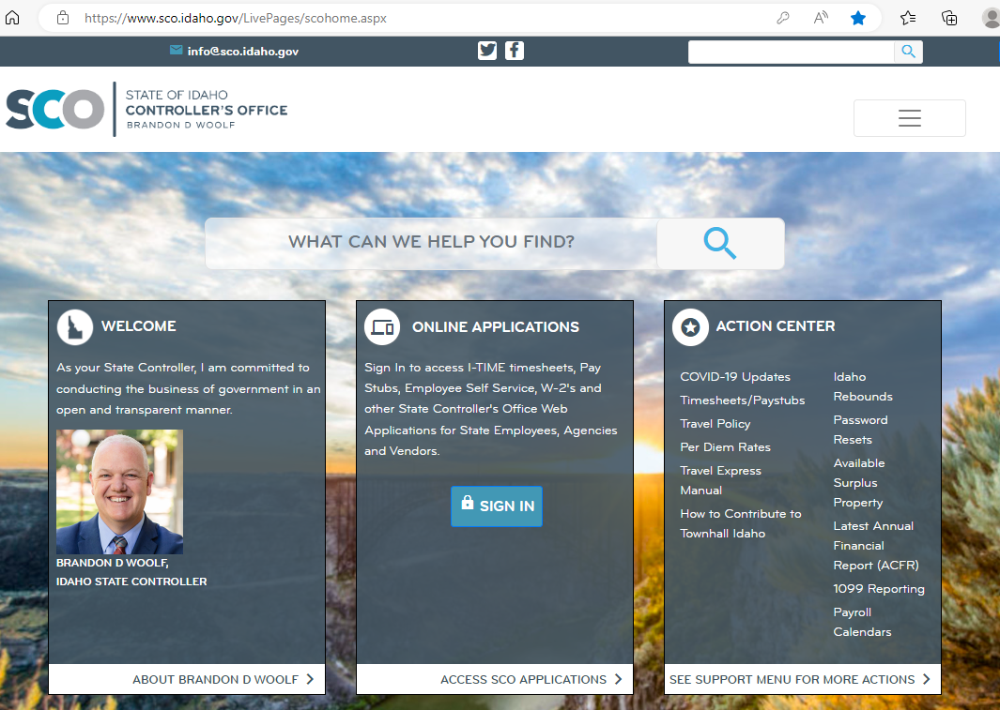 https://www.sco.idaho.gov/LivePages/scohome.aspx
info@sco.idaho.gov
SCO
STATE OF IDAHO
CONTROLLER'S OFFICE
BRANDON D WOOLF
WHAT CAN WE HELP YOU FIND?
WELCOME
As your State Controller, I am committed to
conducting the business of government in an
open and transparent manner.
BRANDON D WOOLF,
IDAHO STATE CONTROLLER
ABOUT BRANDON D WOOLF
ONLINE APPLICATIONS
Sign In to access I-TIME timesheets, Pay
Stubs, Employee Self Service, W-2's and
other State Controller's Office Web
Applications for State Employees, Agencies
and Vendors.
SIGN IN
ACCESS SCO APPLICATIONS
ACTION CENTER
COVID-19 Updates
Timesheets/Paystubs
Travel Policy
Per Diem Rates
Travel Express
Manual
How to Contribute to
Townhall Idaho
Idaho
Rebounds
Password
Resets
Available
Surplus
Property
Latest Annual
Financial
Report (ACFR)
1099 Reporting
Payroll
Calendars
SEE SUPPORT MENU FOR MORE ACTIONS